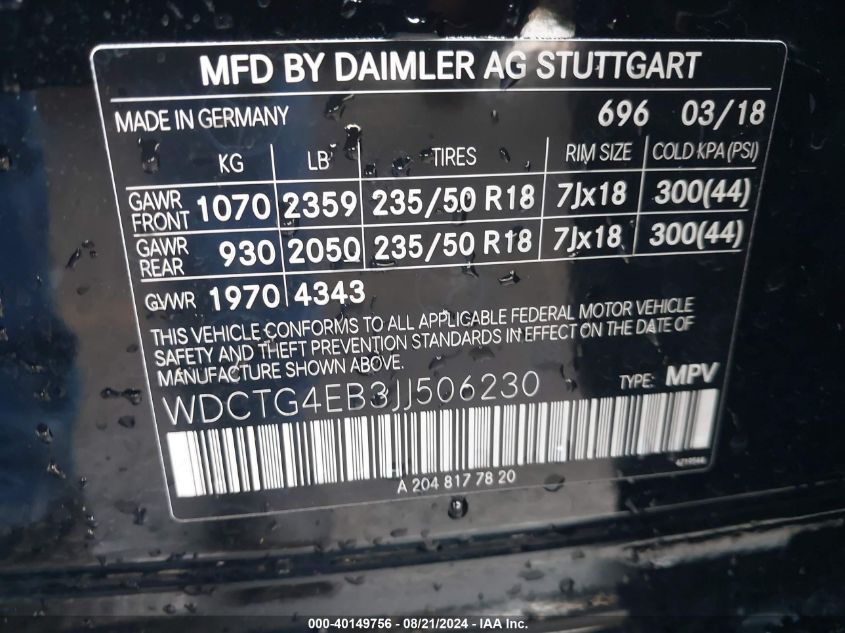 MFD BY DAIMLER AG STUTTGART
MADE IN GERMANY 696 03/18
KG LB TIRES RIM SIZE COLD KPA (PSI)
GAWR FRONT 1070 2359 235/50 R18 7Jx18 300(44)
GAWR REAR 930 2050 235/50 R18 7Jx18 300(44)
GVWR 1970 4343
THIS VEHICLE CONFORMS TO ALL APPLICABLE FEDERAL MOTOR VEHICLE
SAFETY AND THEFT PREVENTION STANDARDS IN EFFECT ON THE DATE OF
MANUFACTURE SHOWN ABOVE.
WDCTG4EB3JJ506230 TYPE: MPV
A 204 817 78 20
000-40149756 - 08/21/2024 - IAA Inc.